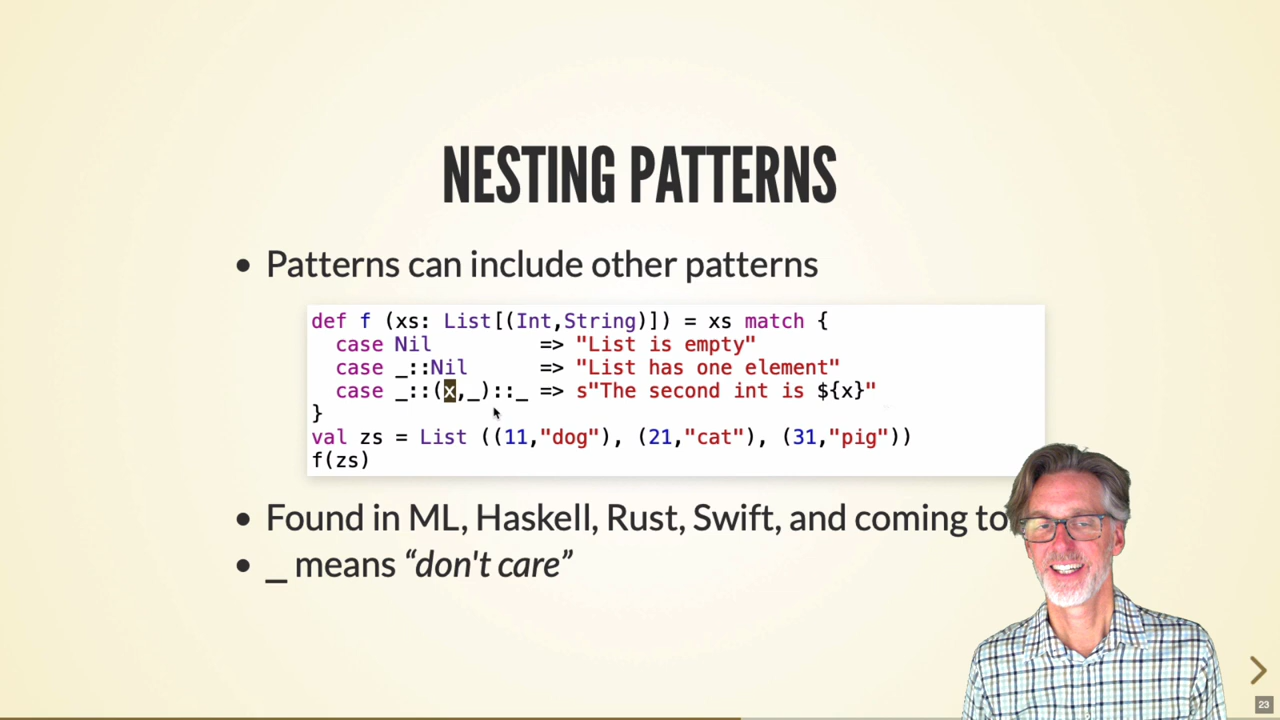 NESTING PATTERNS
• Patterns can include other patterns
def f (xs: List[(Int,String)]) = xs match {
  case Nil         => "List is empty"
  case _::Nil      => "List has one element"
  case _::(x,_)::_ => s"The second int is ${x}"
}
val zs = List ((11,"dog"), (21,"cat"), (31,"pig"))
f(zs)
• Found in ML, Haskell, Rust, Swift, and coming to
• _ means “don't care”
23